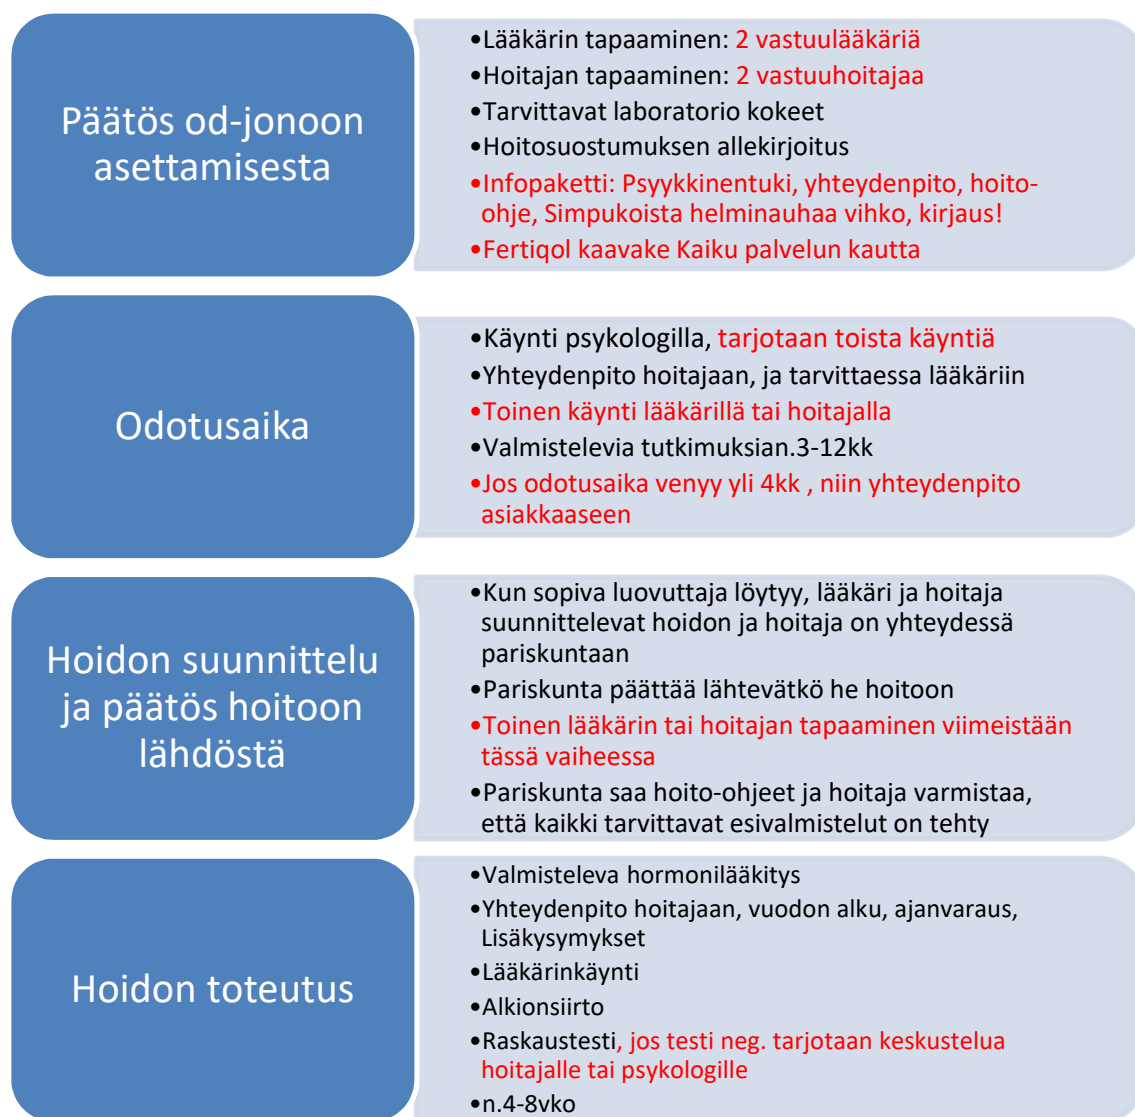 Päätös od-jonoon
asettamisesta
•Lääkärin tapaaminen: 2 vastuulääkäriä
•Hoitajan tapaaminen: 2 vastuuhoitajaa
•Tarvittavat laboratorio kokeet
•Hoitosuostumuksen allekirjoitus
•Infopaketti: Psyykkinentuki, yhteydenpito, hoito-
ohje, Simpukoista helminauhaa vihko, kirjaus!
•Fertiqol kaavake Kaiku palvelun kautta
Odotusaika
•Käynti psykologilla, tarjotaan toista käyntiä
•Yhteydenpito hoitajaan, ja tarvittaessa lääkäriin
•Toinen käynti lääkärillä tai hoitajalla
•Valmistelevia tutkimuksian.3-12kk
•Jos odotusaika venyy yli 4kk , niin yhteydenpito
asiakkaaseen
Hoidon suunnittelu
ja päätös hoitoon
lähdöstä
•Kun sopiva luovuttaja löytyy, lääkäri ja hoitaja
suunnittelevat hoidon ja hoitaja on yhteydessä
pariskuntaan
•Pariskunta päättää lähtevätkö he hoitoon
•Toinen lääkärin tai hoitajan tapaaminen viimeistään
tässä vaiheessa
•Pariskunta saa hoito-ohjeet ja hoitaja varmistaa,
että kaikki tarvittavat esivalmistelut on tehty
Hoidon toteutus
•Valmisteleva hormonilääkitys
•Yhteydenpito hoitajaan, vuodon alku, ajanvaraus,
Lisäkysymykset
•Lääkärinkäynti
•Alkionsiirto
•Raskaustesti, jos testi neg. tarjotaan keskustelua
hoitajalle tai psykologille
•n.4-8vko